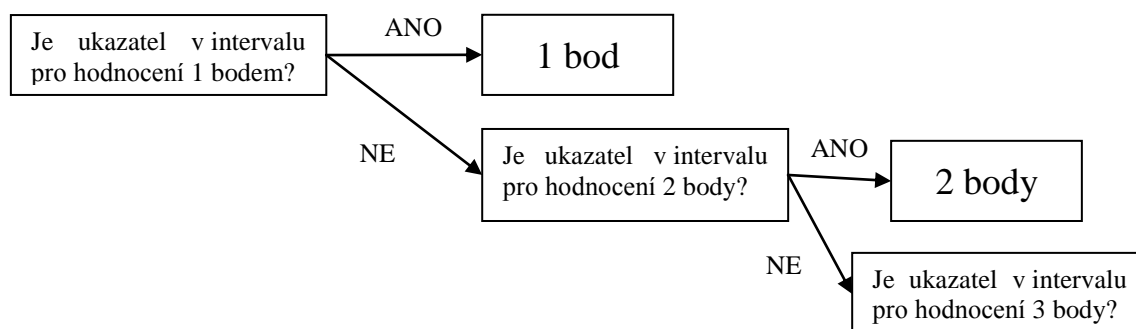 Je ukazatel v intervalu
pro hodnocení 1 bodem?
ANO
1 bod
NE
Je ukazatel v intervalu
pro hodnocení 2 body?
ANO
2 body
NE
Je ukazatel v intervalu
pro hodnocení 3 body?